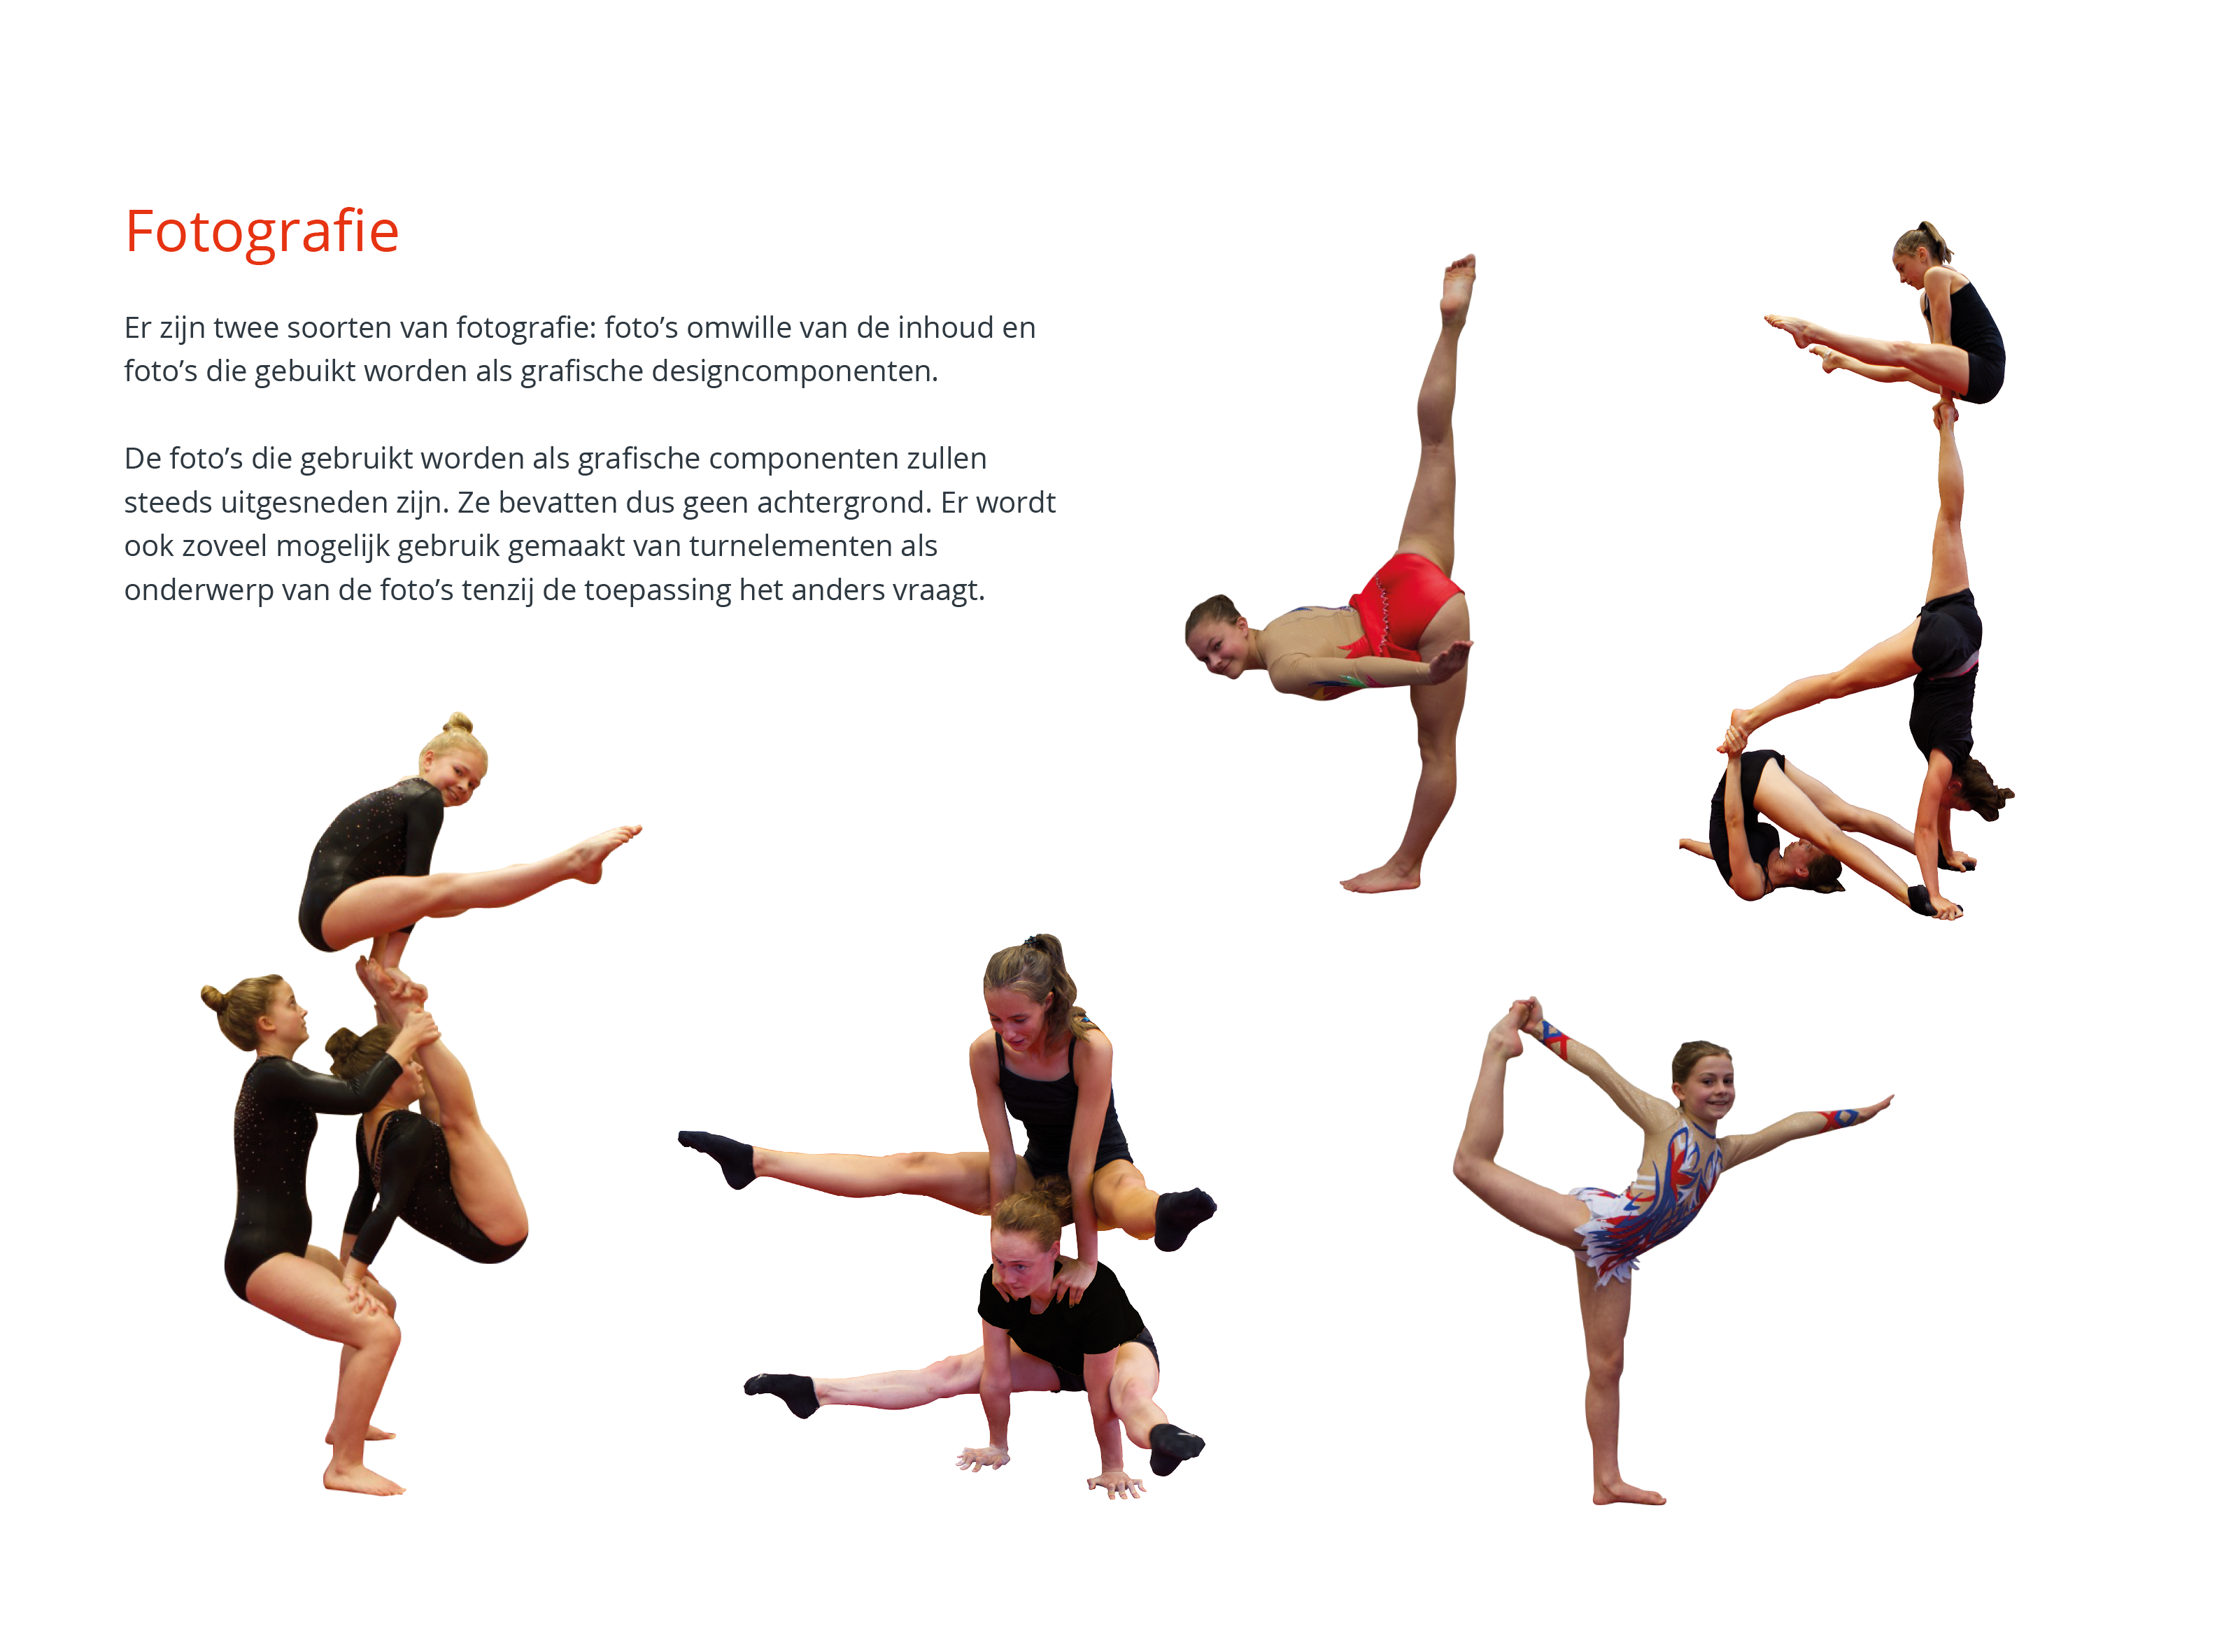 Fotografie
Er zijn twee soorten van fotografie: foto’s omwille van de inhoud en
foto’s die gebuikt worden als grafische designcomponenten.
De foto’s die gebruikt worden als grafische componenten zullen
steeds uitgesneden zijn. Ze bevatten dus geen achtergrond. Er wordt
ook zoveel mogelijk gebruik gemaakt van turnelementen als
onderwerp van de foto’s tenzij de toepassing het anders vraagt.